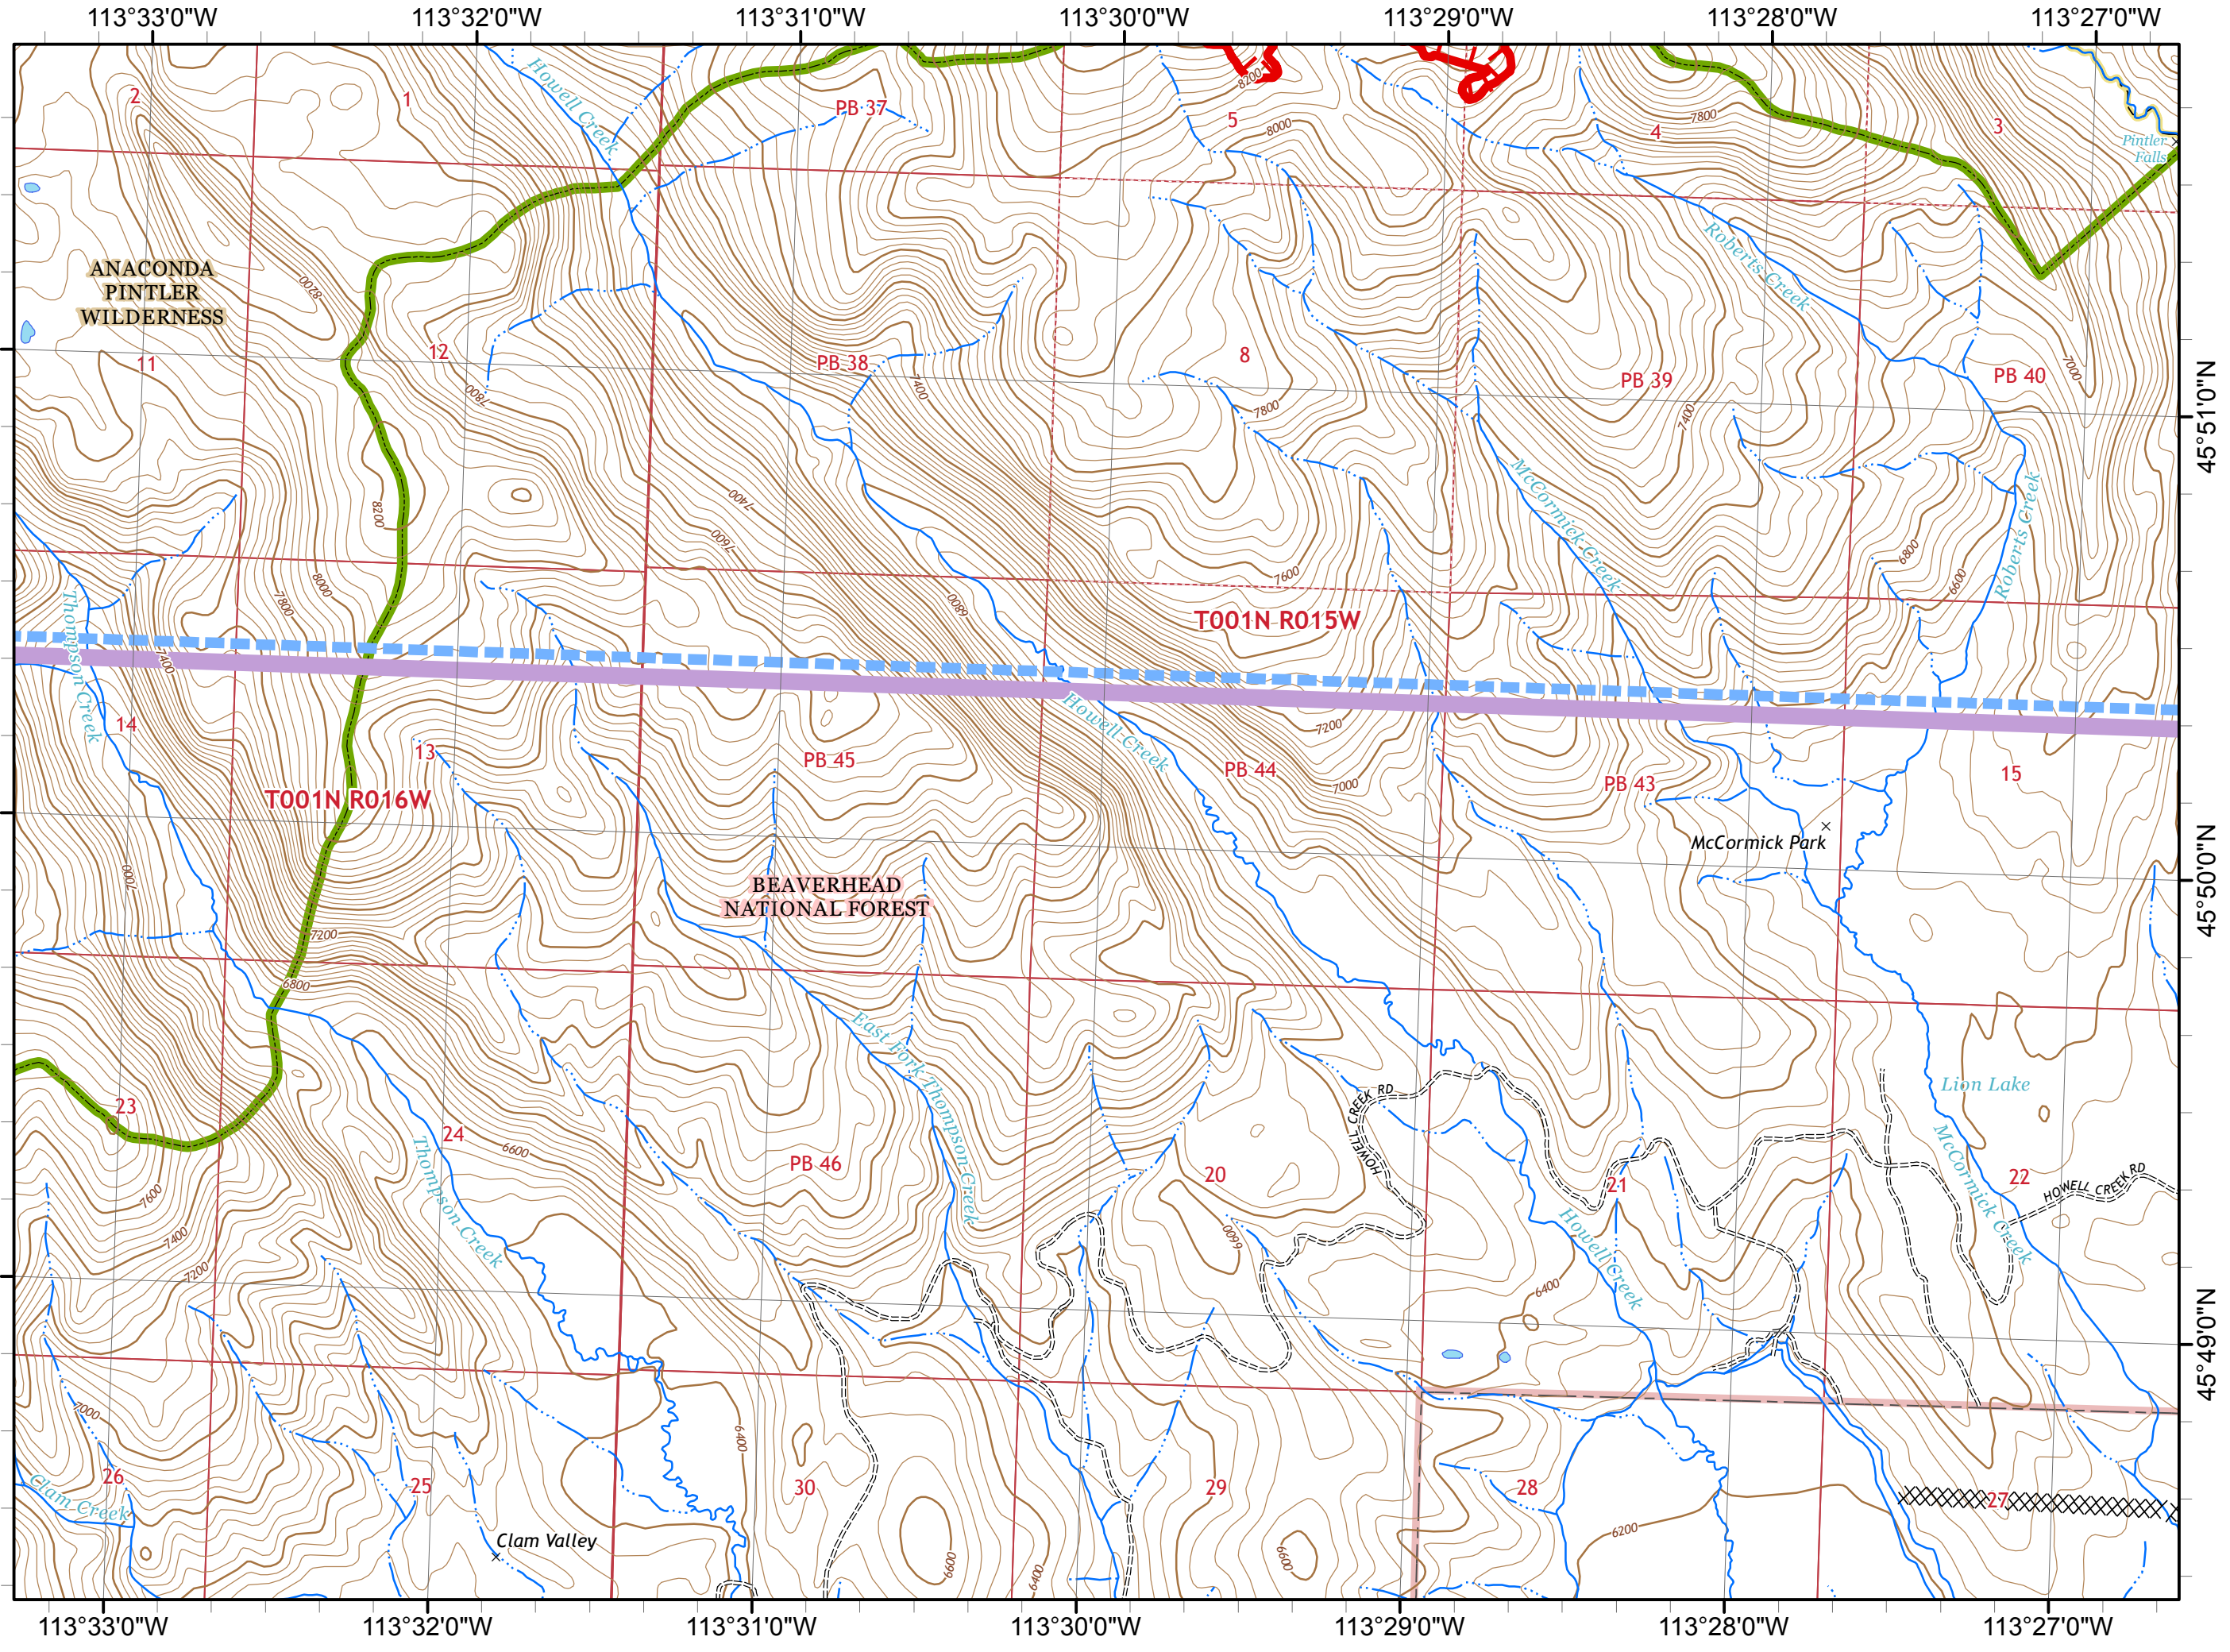 113°33'0"W 113°32'0"W 113°31'0"W 113°30'0"W 113°29'0"W 113°28'0"W 113°27'0"W
Howell Creek
8200
2
1
PB 37
5
8000
4
7800
3
Pintler
Falls
Roberts Creek
ANACONDA
PINTLER
WILDERNESS
8200
11
12
7800
PB 38
7400
8
7800
PB 39
7400
PB 40
7000
45°51'0"N
8200
7400
7600
McCormick Creek
6800
6600
Roberts Creek
Thompson Creek
7800
8000
6800
7600
T001N R015W
7400
14
13
PB 45
Howell Creek
7200
PB 44
7000
PB 43
15
T001N R016W
McCormick Park
7000
BEAVERHEAD
NATIONAL FOREST
7200
45°50'0"N
6800
East Fork Thompson Creek
Lion Lake
23
24
Thompson Creek
6600
PB 46
20
HOWELL CREEK RD
21
22
McCormick Creek
HOWELL CREEK RD
7600
7400
7200
6600
Howell Creek
6400
45°49'0"N
7000
26
25
6400
30
29
28
27
Clam Creek
Clam Valley
6600
6400
6600
6200
113°33'0"W 113°32'0"W 113°31'0"W 113°30'0"W 113°29'0"W 113°28'0"W 113°27'0"W